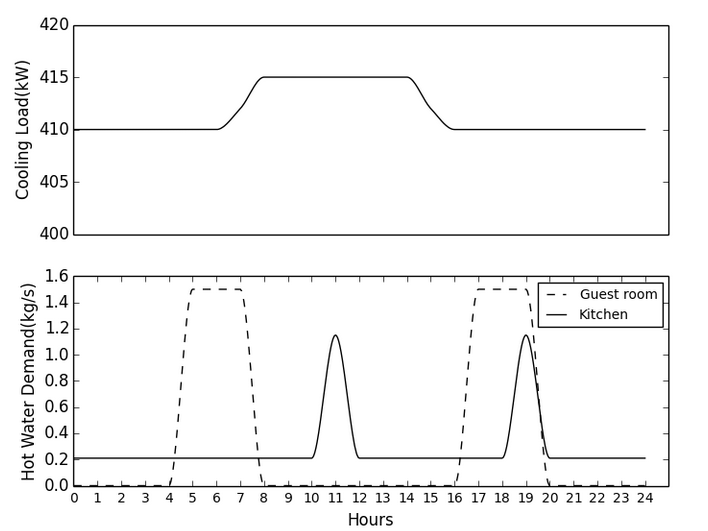 420
415
410
405
400
Cooling Load(kW)
1.6
1.4
1.2
1.0
0.8
0.6
0.4
0.2
0.0
Hot Water Demand(kg/s)
Guest room
Kitchen
0 1 2 3 4 5 6 7 8 9 10 11 12 13 14 15 16 17 18 19 20 21 22 23 24
Hours